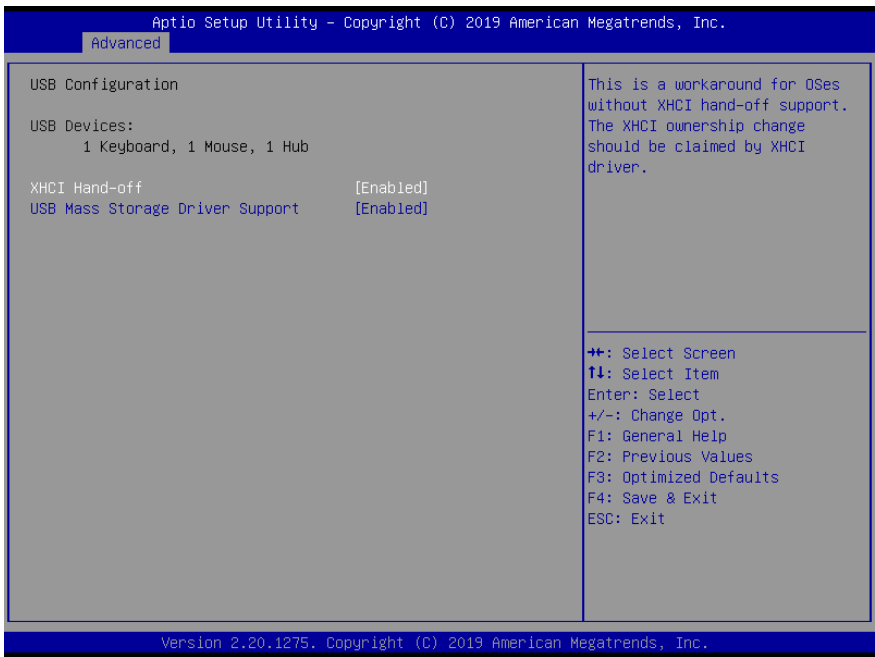 Aptio Setup Utility – Copyright (C) 2019 American Megatrends, Inc.
Advanced
USB Configuration
USB Devices:
1 Keyboard, 1 Mouse, 1 Hub
XHCI Hand-off [Enabled]
USB Mass Storage Driver Support [Enabled]
This is a workaround for OSes
without XHCI hand-off support.
The XHCI ownership change
should be claimed by XHCI
driver.
→←: Select Screen
↑↓: Select Item
Enter: Select
+/-: Change Opt.
F1: General Help
F2: Previous Values
F3: Optimized Defaults
F4: Save & Exit
ESC: Exit
Version 2.20.1275. Copyright (C) 2019 American Megatrends, Inc.